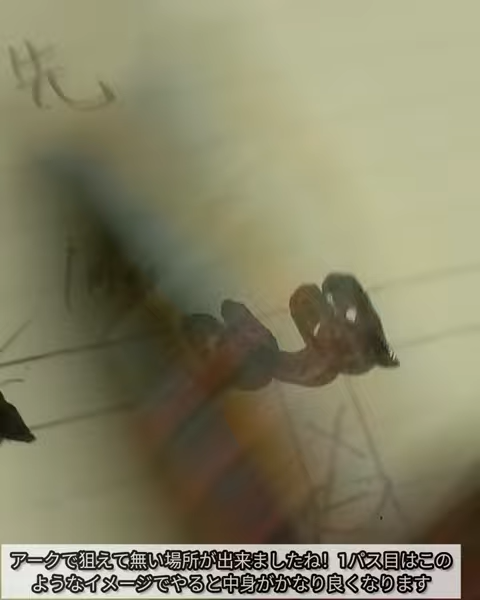 先
アークで狙えて無い場所が出来ましたね！1パス目はこの
ようなイメージでやると中身がかなり良くなります